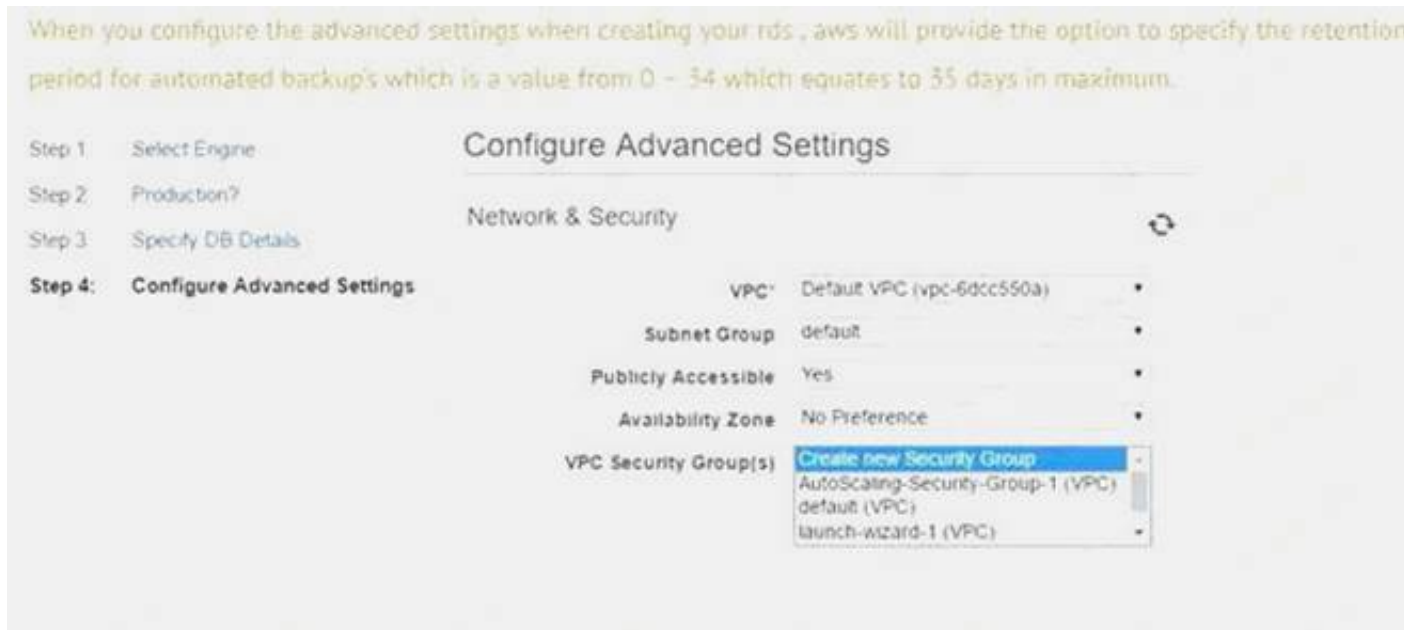 When you configure the advanced settings when creating your rds , aws will provide the option to specify the retention
period for automated backup's which is a value from 0 – 34 which equates to 35 days in maximum.
Configure Advanced Settings
Step 1 Select Engine
Step 2 Production?
Step 3 Specify DB Details
Step 4: Configure Advanced Settings
Network & Security
VPC* Default VPC (vpc-6dcc550a)
Subnet Group default
Publicly Accessible Yes
Availability Zone No Preference
VPC Security Group(s) Create new Security Group
AutoScaling-Security-Group-1 (VPC)
default (VPC)
launch-wizard-1 (VPC)